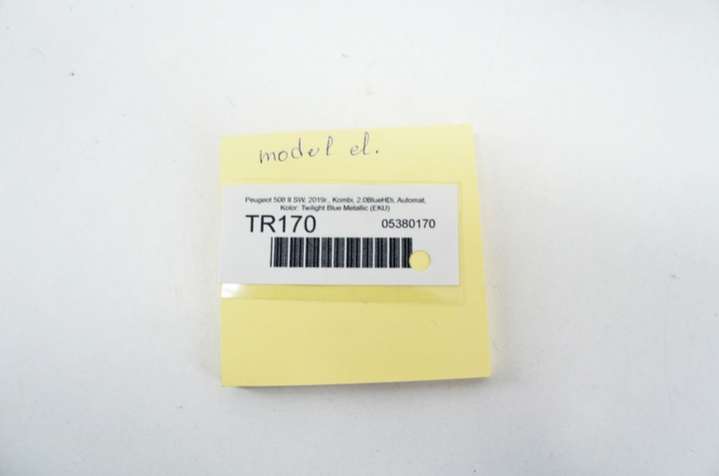 model el.
Peugeot 508 II SW, 2019r., Kombi, 2.0BlueHDi, Automat,
Kolor: Twilight Blue Metallic (EKU)
TR170 05380170